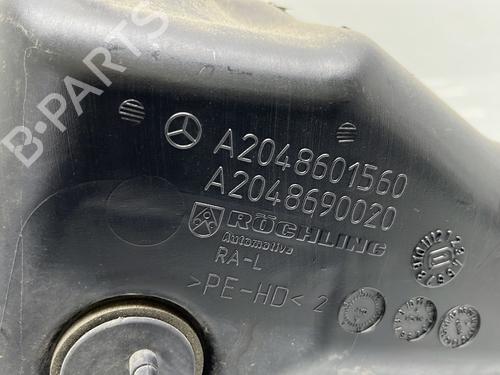 B-PARTS
A2048601560
A2048690020
RÖCHLING
Automotive
RA-L
>PE-HD< 2